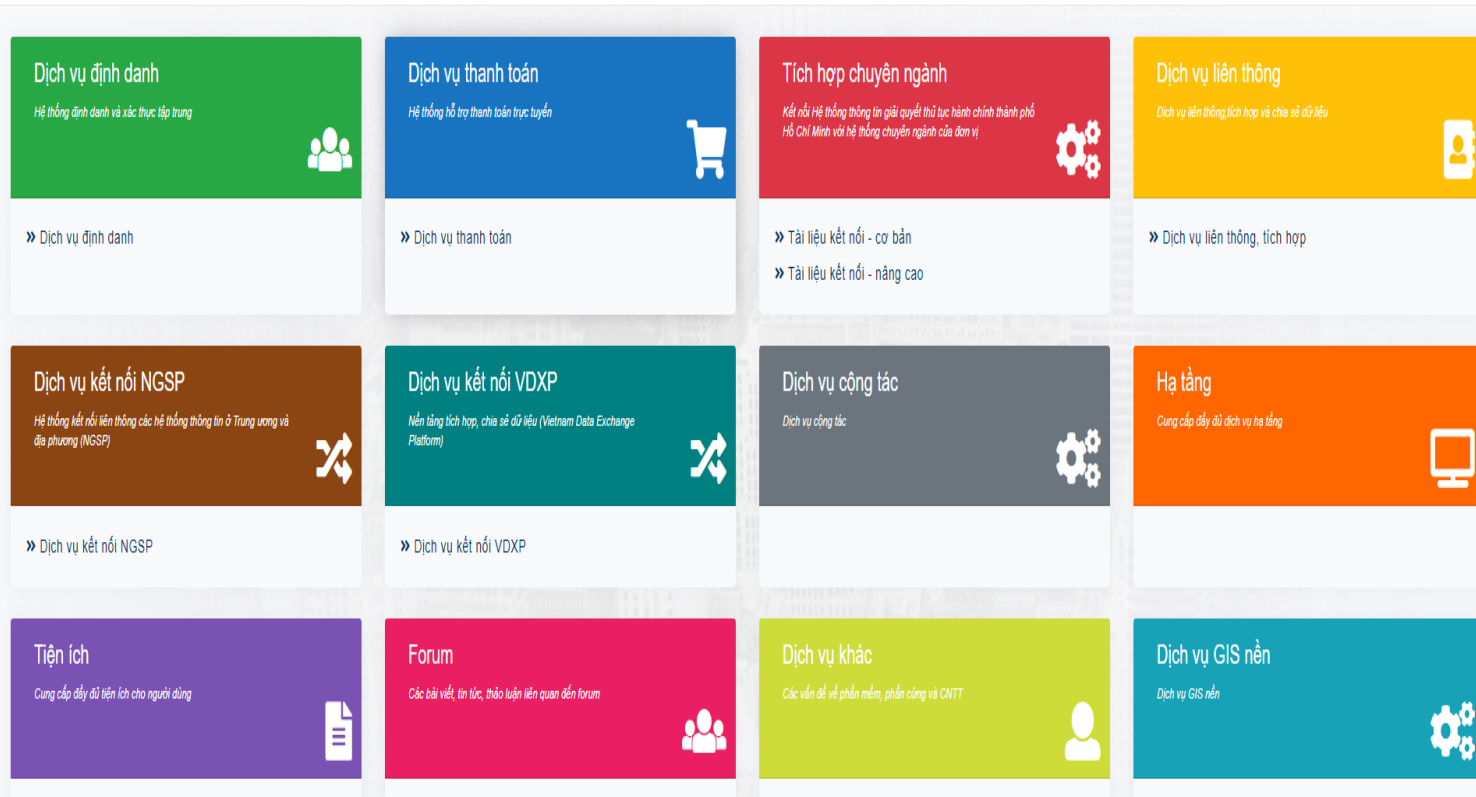 Dịch vụ định danh
Hệ thống định danh và xác thực tập trung
» Dịch vụ định danh
Dịch vụ thanh toán
Hệ thống hỗ trợ thanh toán trực tuyến
» Dịch vụ thanh toán
Tích hợp chuyên ngành
Kết nối Hệ thống thông tin giải quyết thủ tục hành chính thành phố
Hồ Chí Minh với hệ thống chuyên ngành của đơn vị
» Tài liệu kết nối - cơ bản
» Tài liệu kết nối - nâng cao
Dịch vụ liên thông
Dịch vụ liên thông,tích hợp và chia sẻ dữ liệu
» Dịch vụ liên thông, tích hợp
Dịch vụ kết nối NGSP
Hệ thống kết nối liên thông các hệ thống thông tin ở Trung ương và
địa phương (NGSP)
» Dịch vụ kết nối NGSP
Dịch vụ kết nối VDXP
Nền tảng tích hợp, chia sẻ dữ liệu (Vietnam Data Exchange
Platform)
» Dịch vụ kết nối VDXP
Dịch vụ cộng tác
Dịch vụ cộng tác
Hạ tầng
Cung cấp đầy đủ dịch vụ hạ tầng
Tiện ích
Cung cấp đầy đủ tiện ích cho người dùng
Forum
Các bài viết, tin tức, thảo luận liên quan đến forum
Dịch vụ khác
Các vấn đề về phần mềm, phần cứng và CNTT
Dịch vụ GIS nền
Dịch vụ GIS nền